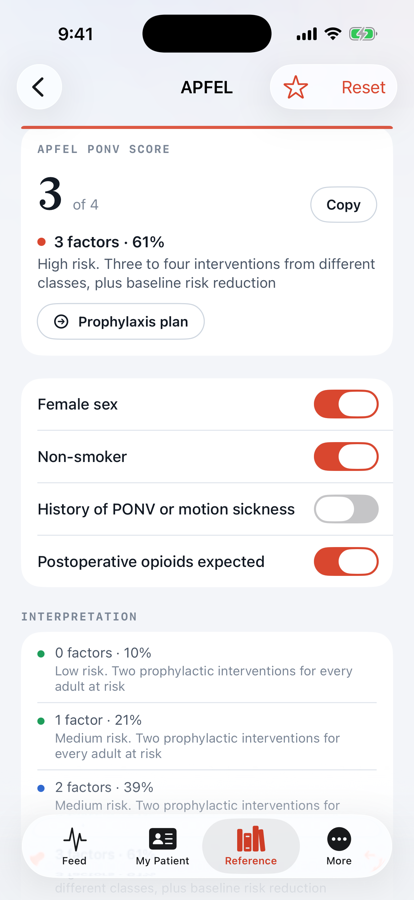 9:41
APFEL
Reset
APFEL PONV SCORE
3 of 4
Copy
3 factors · 61%
High risk. Three to four interventions from different
classes, plus baseline risk reduction
Prophylaxis plan
Female sex
Non-smoker
History of PONV or motion sickness
Postoperative opioids expected
INTERPRETATION
0 factors · 10%
Low risk. Two prophylactic interventions for every
adult at risk
1 factor · 21%
Medium risk. Two prophylactic interventions for
every adult at risk
2 factors · 39%
Medium risk. Two prophylactic interventions for
Feed
My Patient
Reference
More
different classes, plus baseline risk reduction